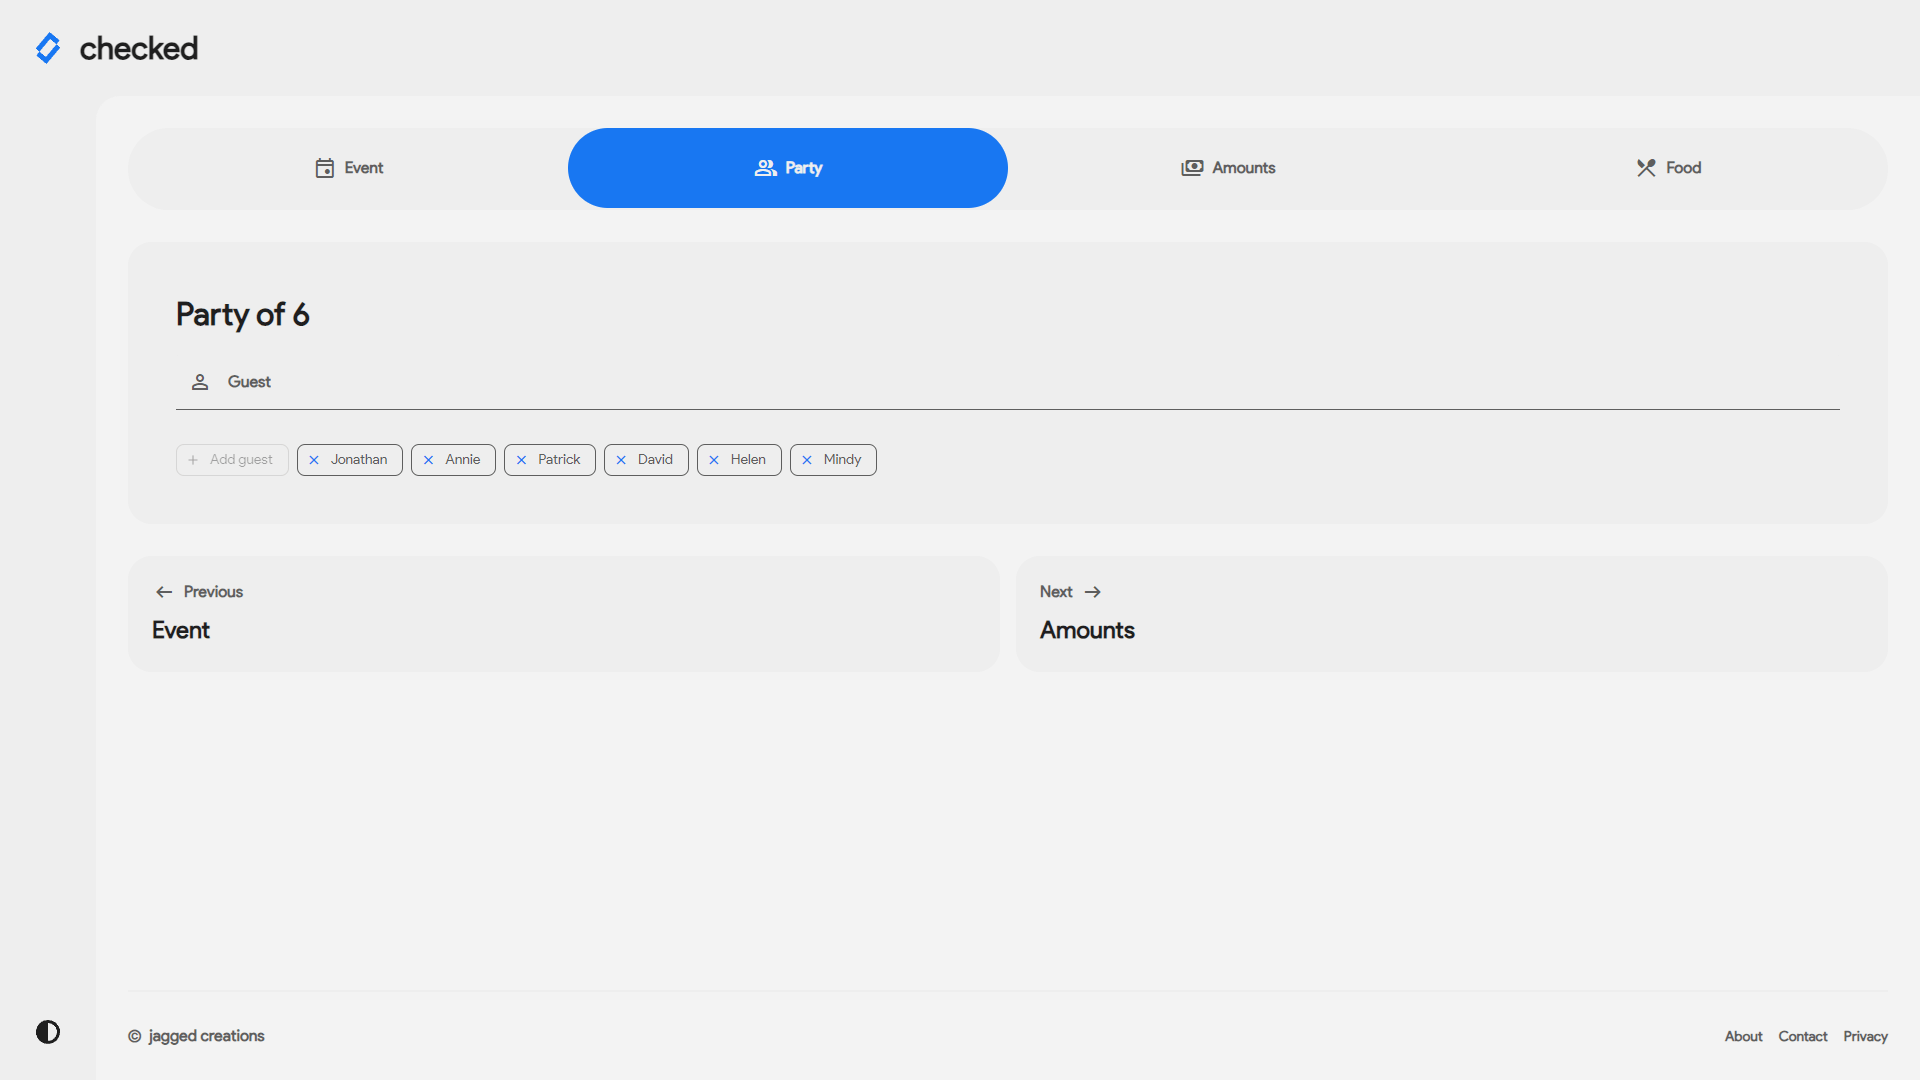 checked
Event Party Amounts Food
Party of 6
Guest
Add guest Jonathan Annie Patrick David Helen Mindy
Previous
Event
Next
Amounts
© jagged creations
About Contact Privacy